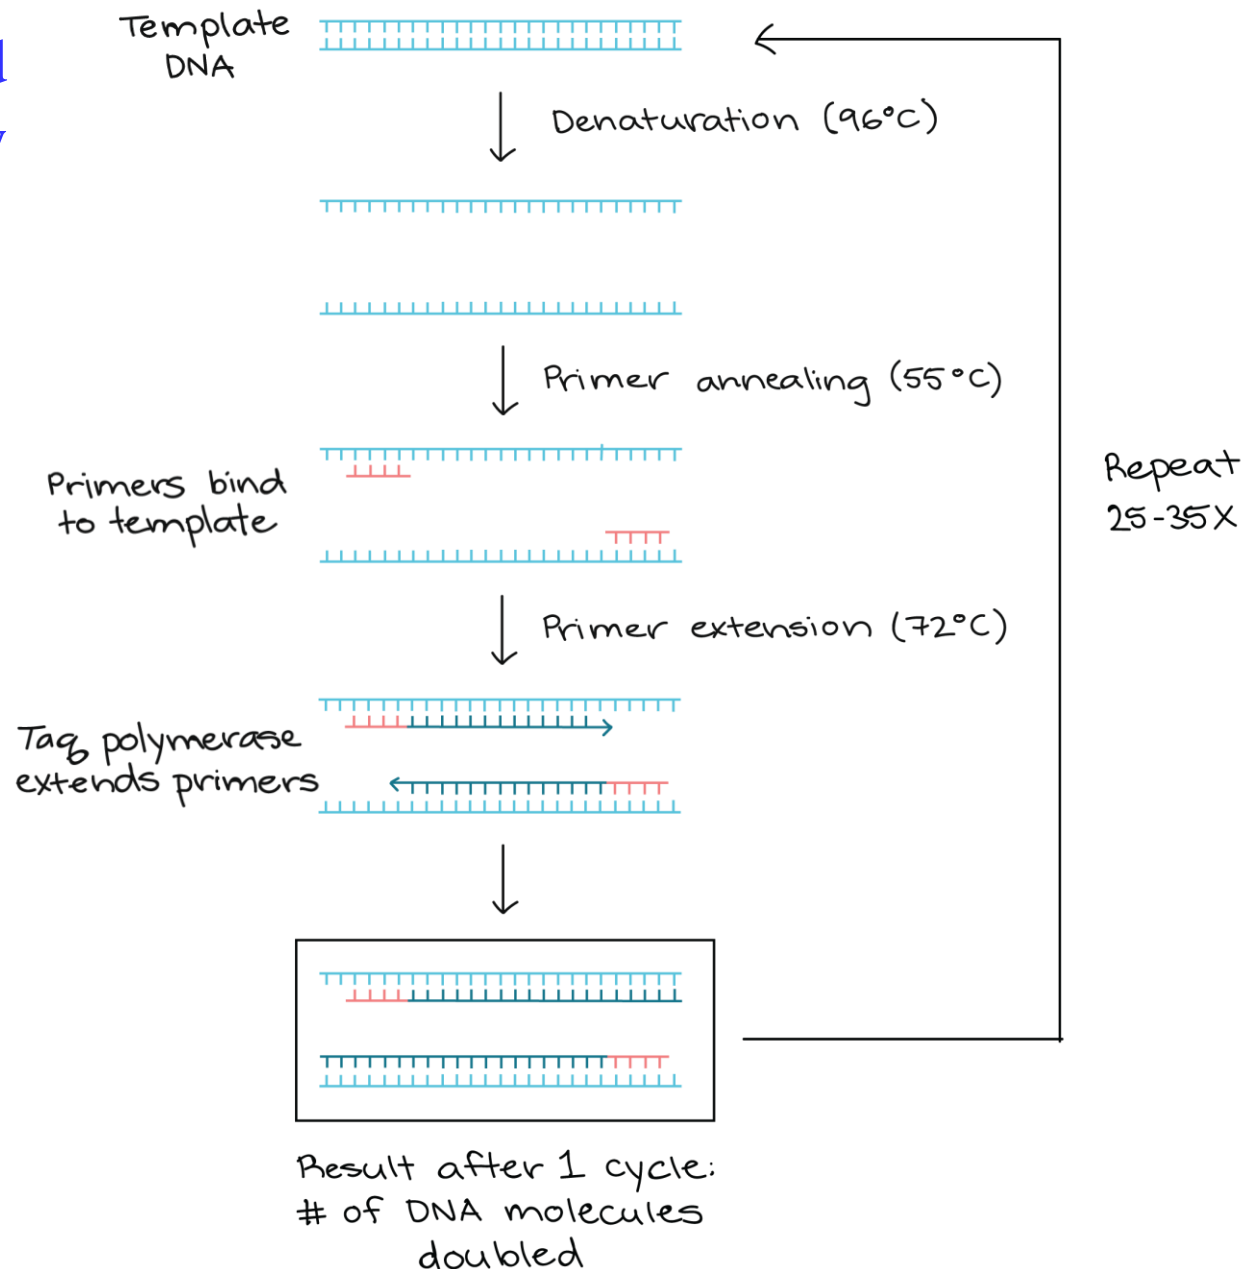 Template
DNA
Denaturation (96°C)
Primer annealing (55°C)
Primers bind
to template
Repeat
25-35X
Primer extension (72°C)
Taq polymerase
extends primers
Result after 1 cycle:
# of DNA molecules
doubled